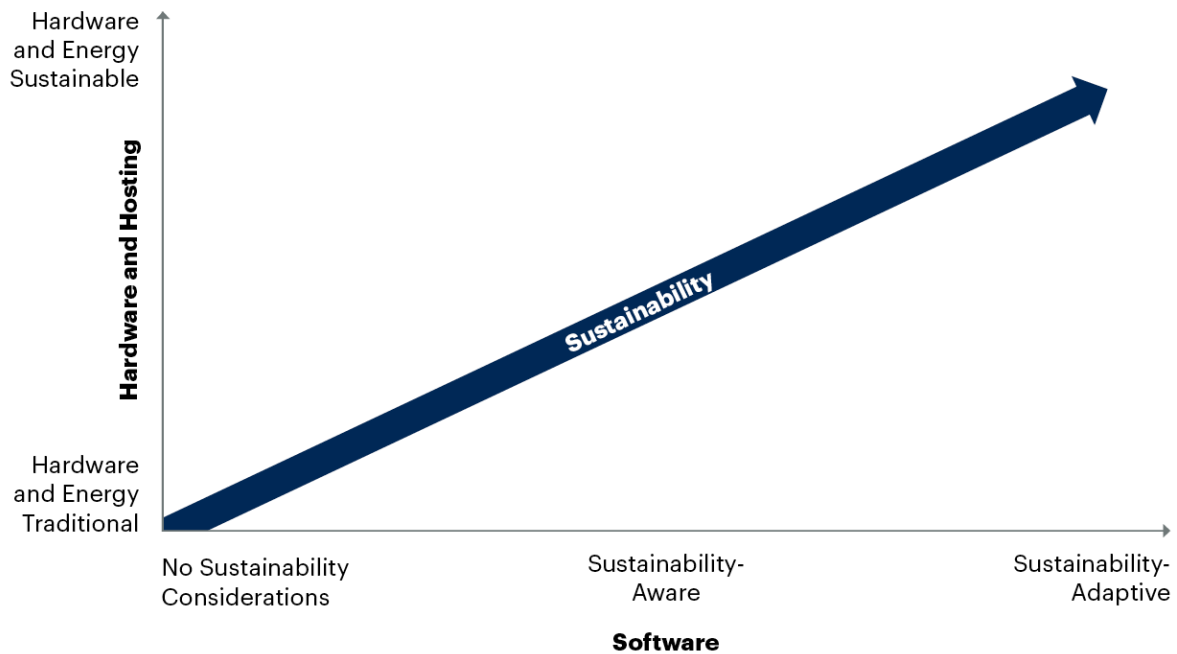 Hardware
and Energy
Sustainable
Hardware and Hosting
Sustainability
Hardware
and Energy
Traditional
No Sustainability
Considerations
Sustainability-
Aware
Sustainability-
Adaptive
Software